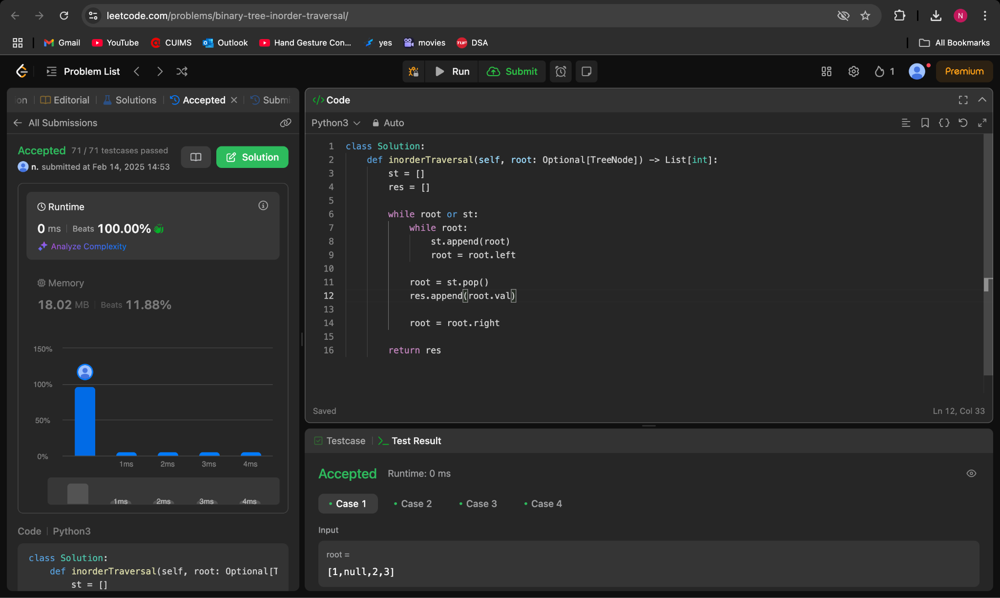 leetcode.com/problems/binary-tree-inorder-traversal/
N
Gmail YouTube CUIMS Outlook Hand Gesture Con... yes movies TUF DSA All Bookmarks
Problem List Run Submit 1 Premium
on Editorial Solutions Accepted Submi
All Submissions
Accepted 71 / 71 testcases passed
Solution
n. submitted at Feb 14, 2025 14:53
Runtime
0 ms Beats 100.00%
Analyze Complexity
Memory
18.02 MB Beats 11.88%
150%
100%
50%
0%
1ms 2ms 3ms 4ms
1ms 2ms 3ms 4ms
Code Python3
class Solution:
def inorderTraversal(self, root: Optional[T
st = []
</> Code
Python3 Auto
1 class Solution:
2 def inorderTraversal(self, root: Optional[TreeNode]) -> List[int]:
3 st = []
4 res = []
5
6 while root or st:
7 while root:
8 st.append(root)
9 root = root.left
10
11 root = st.pop()
12 res.append(root.val)
13
14 root = root.right
15
16 return res
Saved Ln 12, Col 33
Testcase >_ Test Result
Accepted Runtime: 0 ms
Case 1 Case 2 Case 3 Case 4
Input
root =
[1,null,2,3]